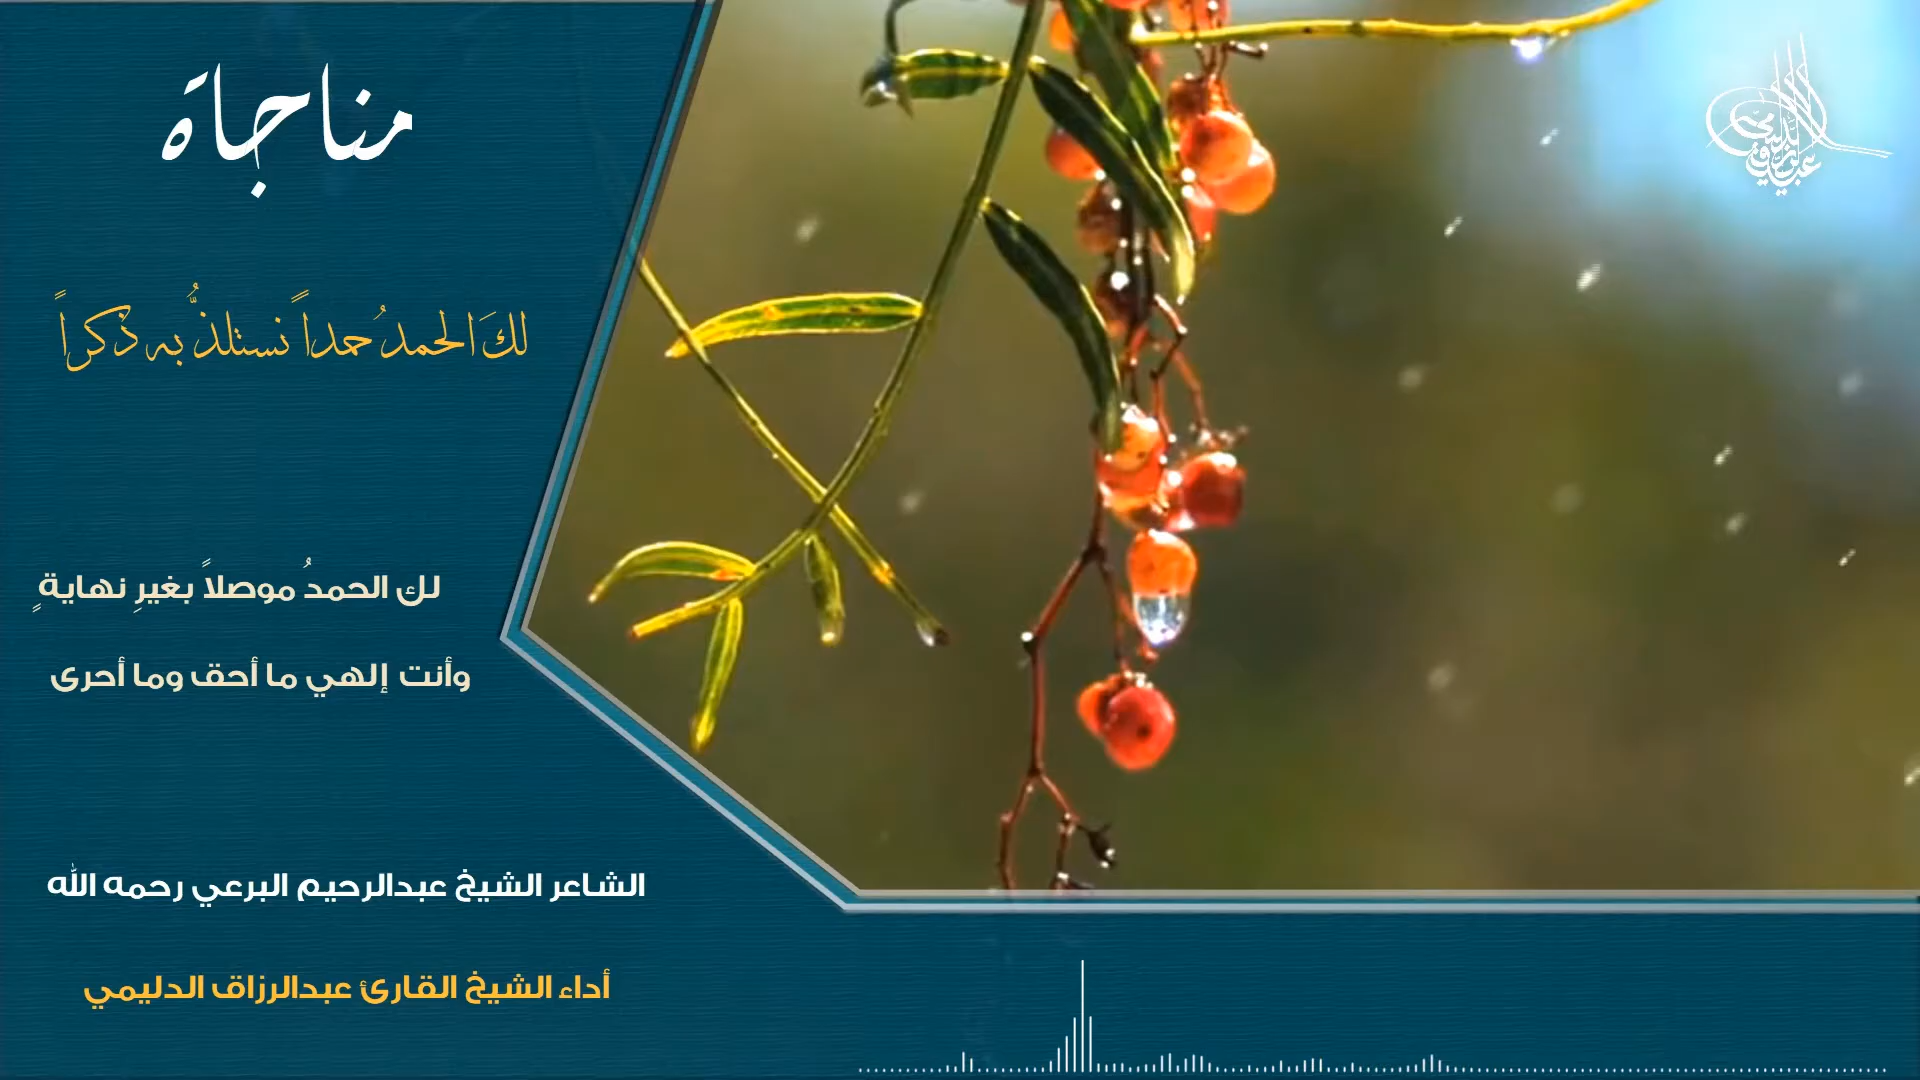 مناجاة
لكَ الحمدُ حمداً نستلذُّ به ذكراً
لك الحمدُ موصلاً بغيرِ نهايةٍ
وأنت إلهي ما أحق وما أحرى
الشاعر الشيخ عبدالرحيم البرعي رحمه الله
أداء الشيخ القارئ عبدالرزاق الدليمي